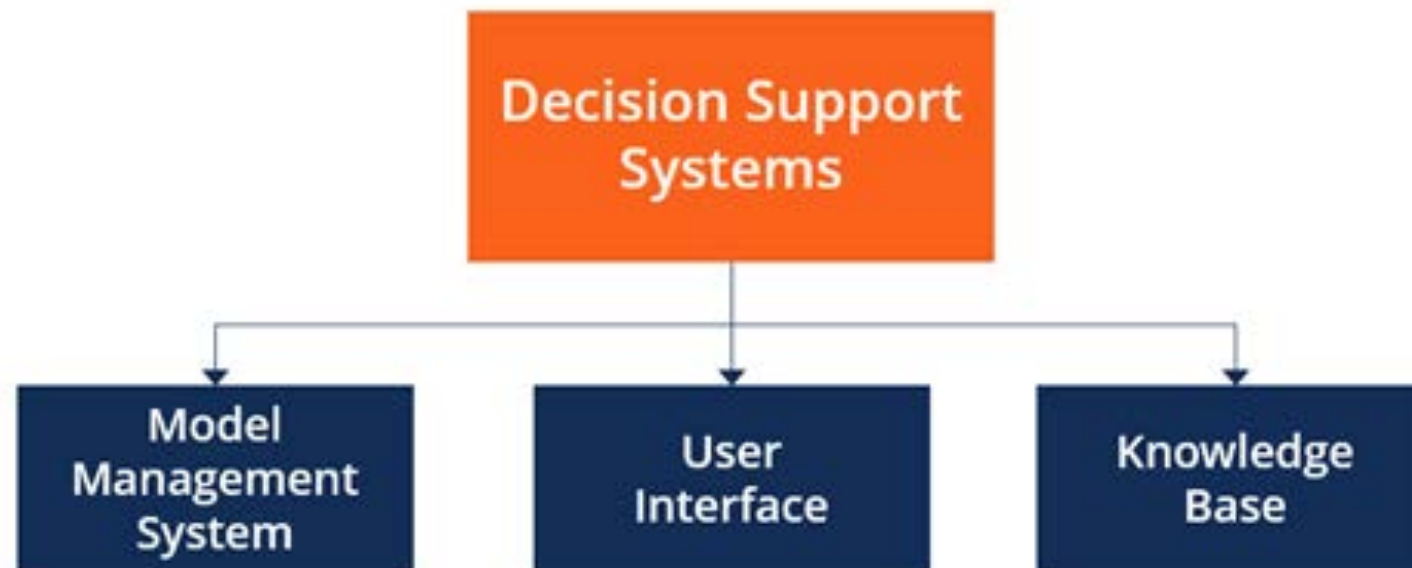 Decision Support
Systems
Model
Management
System
User
Interface
Knowledge
Base